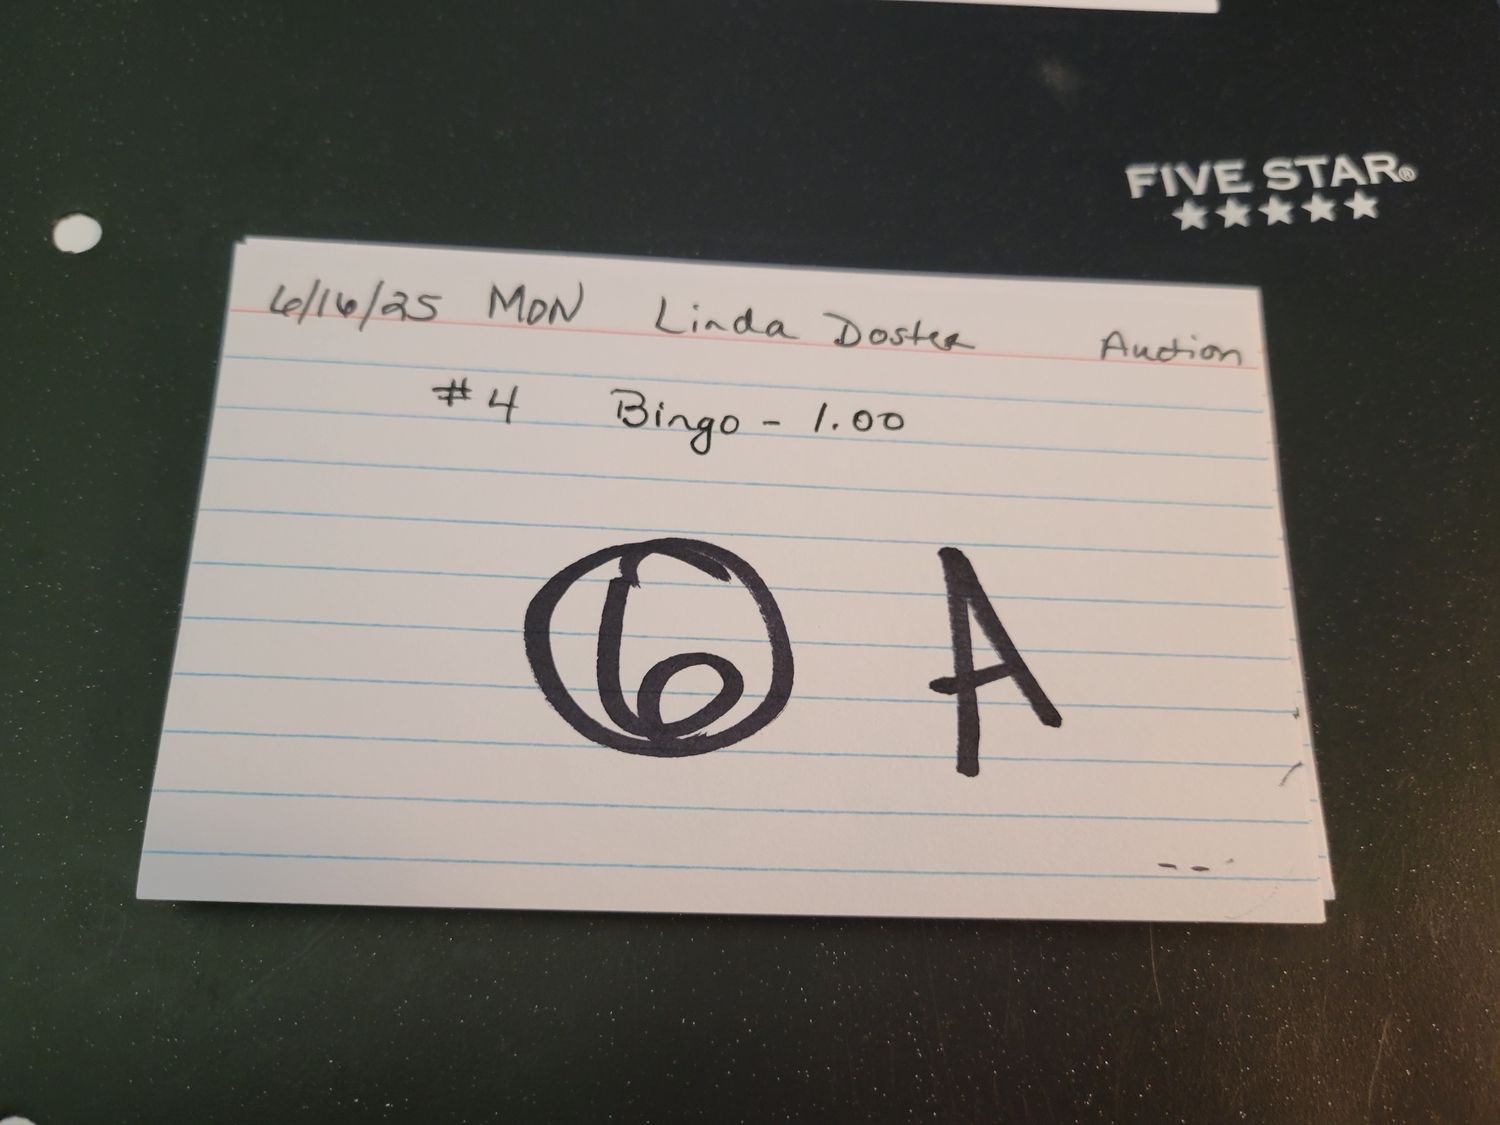 FIVE STAR®
6/16/25 MON Linda Doster Auction
#4 Bingo - 1.00
6 A